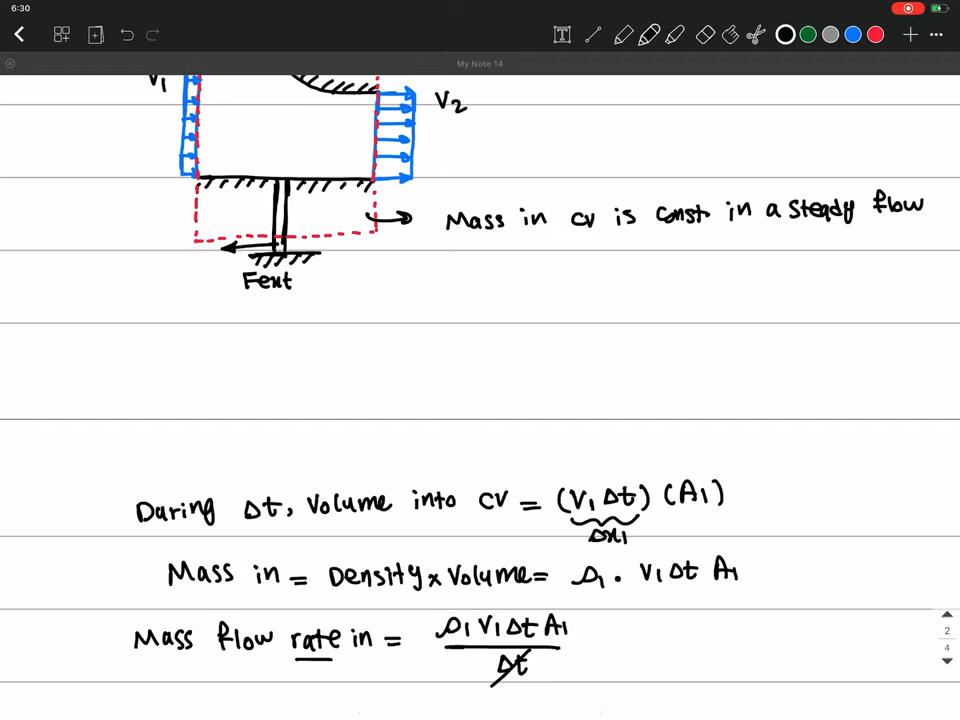 6:30
My Note 14
V1
V2
Mass in CV is const. in a steady flow
Fext
During Δt, Volume into CV = (V1 Δt) (A1)
Δx1
Mass in = Density × Volume = ρ1 . V1 Δt A1
Mass flow rate in = ρ1 V1 Δt A1
Δt
2
4